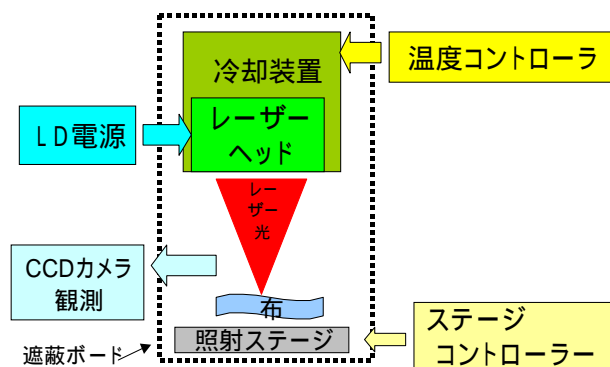 冷却装置
温度コントローラ
レーザー
ヘッド
LD電源
レー
ザー
光
CCDカメラ
観測
布
照射ステージ
ステージ
コントローラー
遮蔽ボード